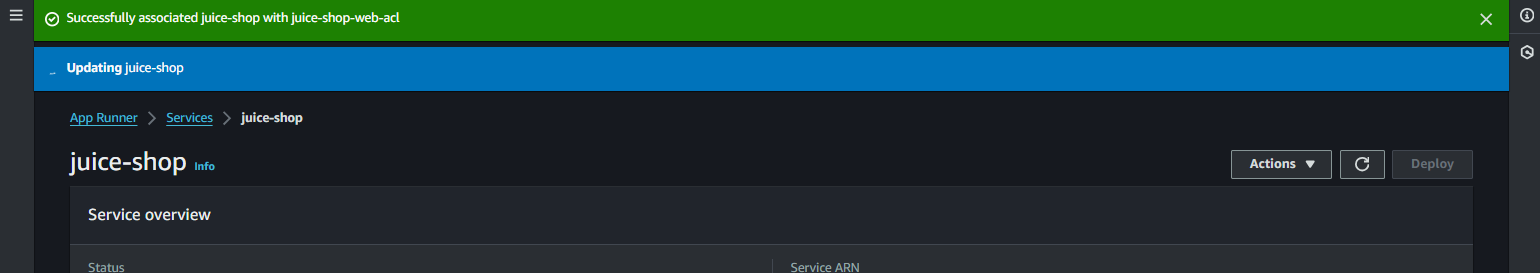 Successfully associated juice-shop with juice-shop-web-acl
Updating juice-shop
App Runner > Services > juice-shop
juice-shop Info
Actions
Deploy
Service overview
Status
Service ARN